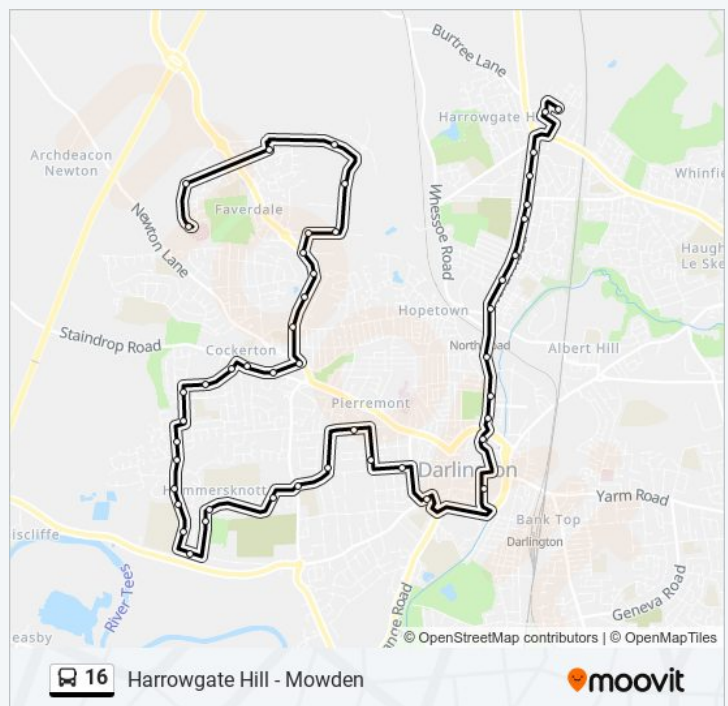 Burtree Lane
Harrowgate H
Archdeacon
Newton
Whinfie
Whessoe Road
Newton Lane
Faverdale
Haugh
Le Ske
Hopetown
Staindrop Road
North Road
Cockerton
Albert Hill
Pierremont
Darlington
Hummersknott
Yarm Road
Bank Top
iscliffe
Darlington
River Tees
Geneva Road
easby
© OpenStreetMap contributors | © OpenMapTiles
16 Harrowgate Hill - Mowden
moovit